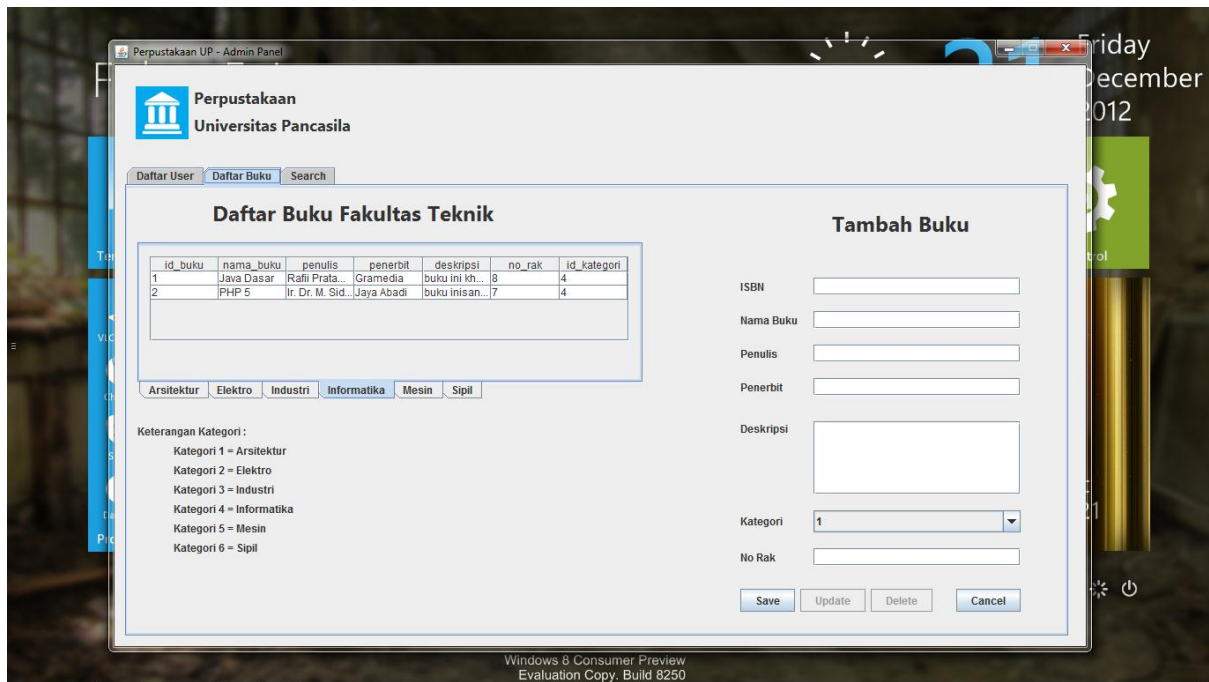 Perpustakaan UP - Admin Panel
Friday
December
2012
Perpustakaan
Universitas Pancasila
Daftar User Daftar Buku Search
Daftar Buku Fakultas Teknik
id_buku nama_buku penulis penerbit deskripsi no_rak id_kategori
1 Java Dasar Rafii Prata... Gramedia buku ini kh... 8 4
2 PHP 5 Ir. Dr. M. Sid... Jaya Abadi buku inisan... 7 4
Arsitektur Elektro Industri Informatika Mesin Sipil
Keterangan Kategori :
Kategori 1 = Arsitektur
Kategori 2 = Elektro
Kategori 3 = Industri
Kategori 4 = Informatika
Kategori 5 = Mesin
Kategori 6 = Sipil
Tambah Buku
ISBN
Nama Buku
Penulis
Penerbit
Deskripsi
Kategori 1
No Rak
Save Update Delete Cancel
Windows 8 Consumer Preview
Evaluation Copy. Build 8250